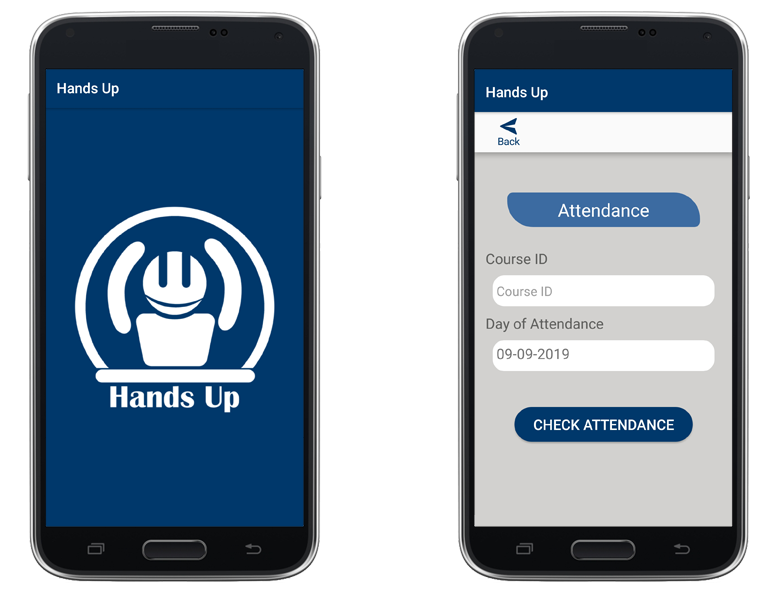 Hands Up
Hands Up
Hands Up
Back
Attendance
Course ID
Course ID
Day of Attendance
09-09-2019
CHECK ATTENDANCE